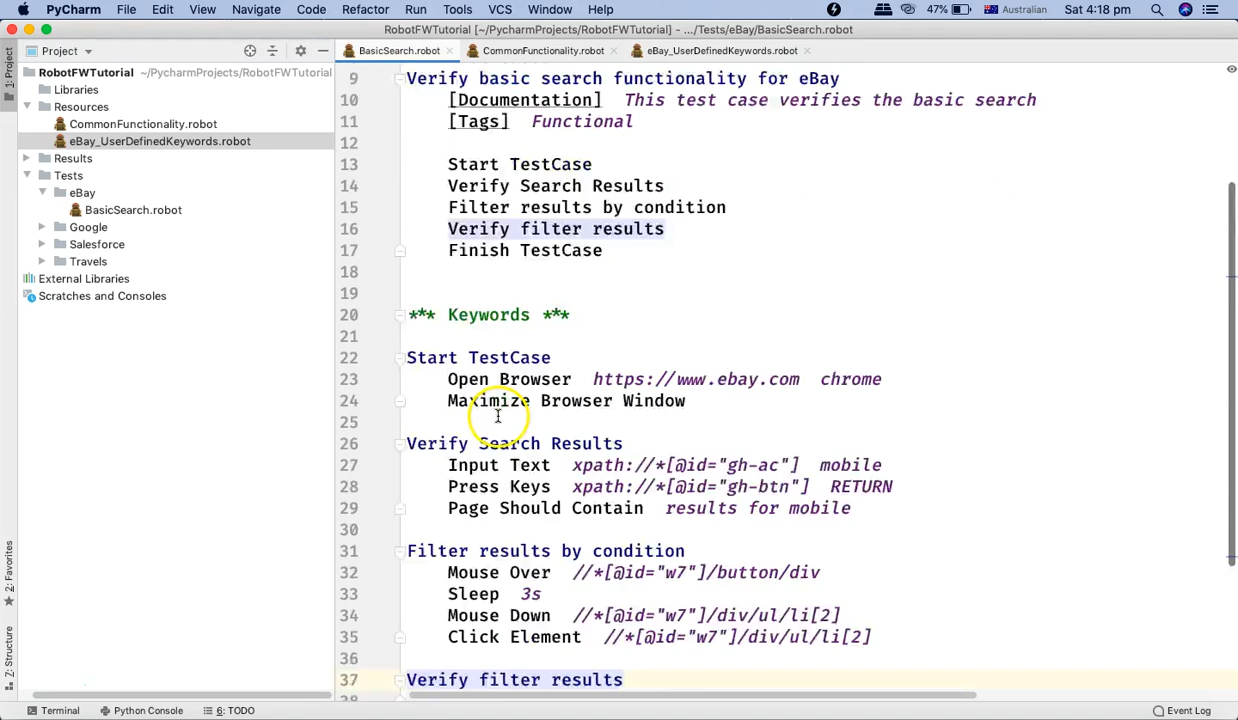 PyCharm File Edit View Navigate Code Refactor Run Tools VCS Window Help 47% Australian Sat 4:18 pm
RobotFWTutorial [~/PycharmProjects/RobotFWTutorial] - .../Tests/eBay/BasicSearch.robot
Project
BasicSearch.robot CommonFunctionality.robot eBay_UserDefinedKeywords.robot
1: Project
RobotFWTutorial ~/PycharmProjects/RobotFWTutorial
Libraries
Resources
CommonFunctionality.robot
eBay_UserDefinedKeywords.robot
Results
Tests
eBay
BasicSearch.robot
Google
Salesforce
Travels
External Libraries
Scratches and Consoles
2: Favorites
7: Structure
9 Verify basic search functionality for eBay
10 [Documentation] This test case verifies the basic search
11 [Tags] Functional
12
13 Start TestCase
14 Verify Search Results
15 Filter results by condition
16 Verify filter results
17 Finish TestCase
18
19
20 *** Keywords ***
21
22 Start TestCase
23 Open Browser https://www.ebay.com chrome
24 Maximize Browser Window
25
26 Verify Search Results
27 Input Text xpath://*[@id="gh-ac"] mobile
28 Press Keys xpath://*[@id="gh-btn"] RETURN
29 Page Should Contain results for mobile
30
31 Filter results by condition
32 Mouse Over //*[@id="w7"]/button/div
33 Sleep 3s
34 Mouse Down //*[@id="w7"]/div/ul/li[2]
35 Click Element //*[@id="w7"]/div/ul/li[2]
36
37 Verify filter results
38
Terminal Python Console 6: TODO Event Log